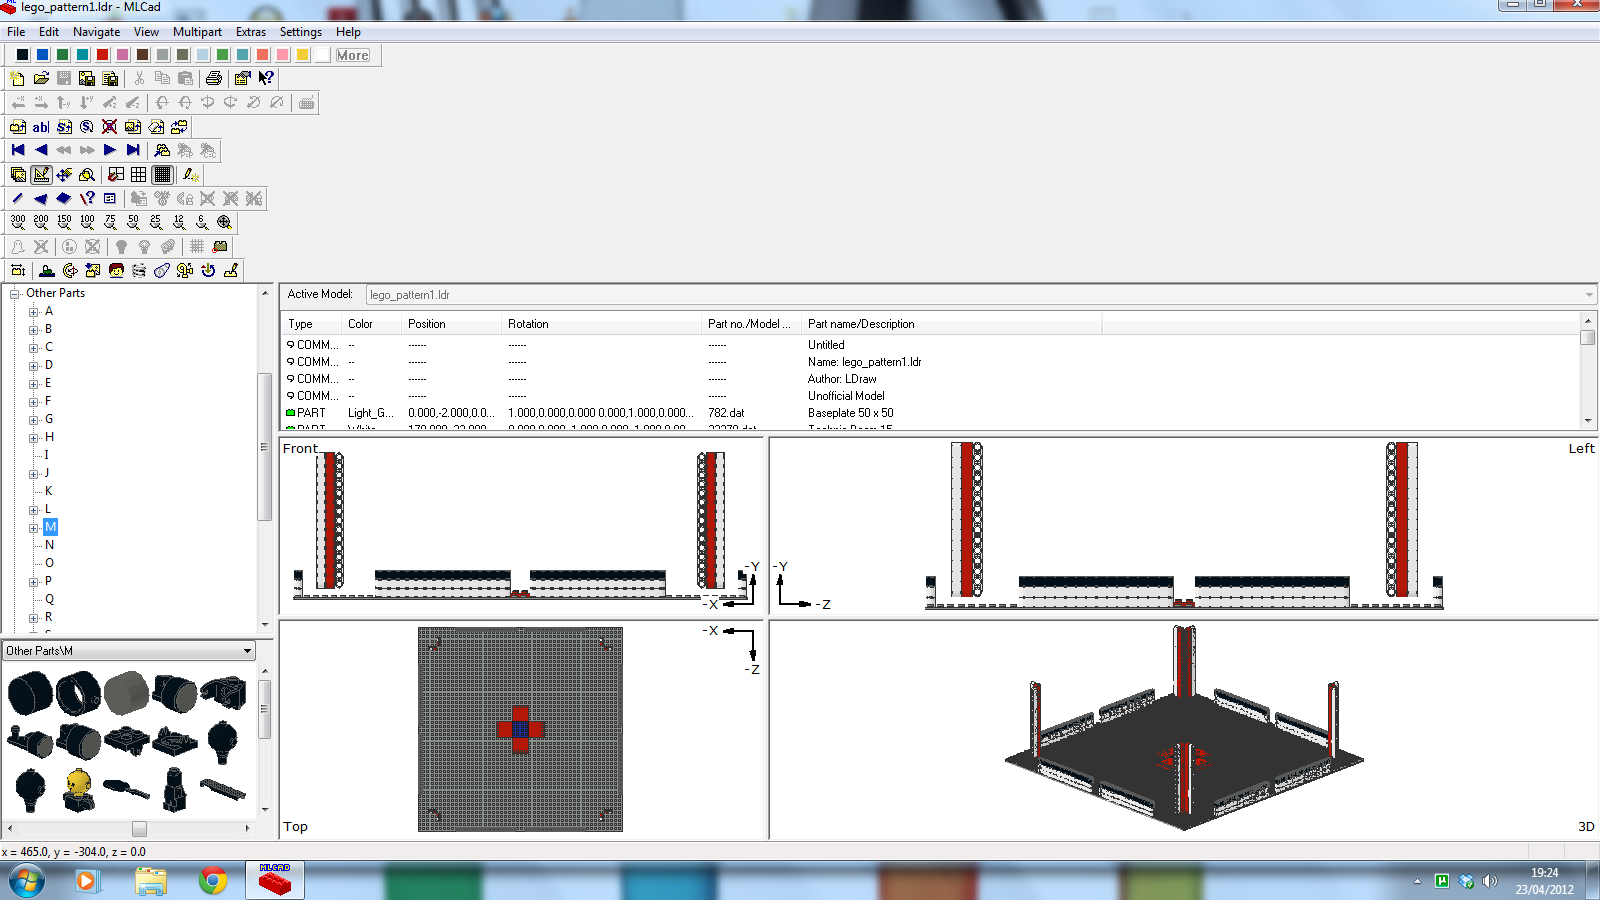 lego_pattern1.ldr - MLCad
File Edit Navigate View Multipart Extras Settings Help
More
300 200 150 100 75 50 25 12 6
Other Parts
A
B
C
D
E
F
G
H
I
J
K
L
M
N
O
P
Q
R
Other Parts\M
Active Model: lego_pattern1.ldr
Type Color Position Rotation Part no./Model ... Part name/Description
COMM... -- ------ ------ ------ Untitled
COMM... -- ------ ------ ------ Name: lego_pattern1.ldr
COMM... -- ------ ------ ------ Author: LDraw
COMM... -- ------ ------ ------ Unofficial Model
PART Light_G... 0.000,-2.000,0.0... 1.000,0.000,0.000 0.000,1.000,0.000... 782.dat Baseplate 50 x 50
Front
-Y
-X
Left
-Y
-Z
Top
-X
-Z
3D
x = 465.0, y = -304.0, z = 0.0
MLCAD
19:24
23/04/2012